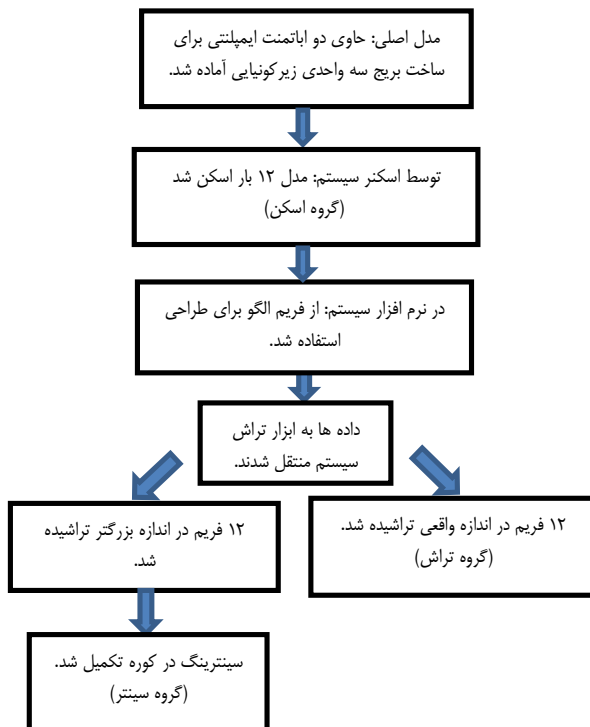 مدل اصلی: حاوی دو اباتمنت ایمپلنتی برای
ساخت بریج سه واحدی زیرکونیایی آماده شد.
توسط اسکنر سیستم: مدل ۱۲ بار اسکن شد
(گروه اسکن)
در نرم افزار سیستم: از فریم الگو برای طراحی
استفاده شد.
داده ها به ابزار تراش
سیستم منتقل شدند.
۱۲ فریم در اندازه واقعی تراشیده شد.
(گروه تراش)
۱۲ فریم در اندازه بزرگتر تراشیده
شد.
سینترینگ در کوره تکمیل شد.
(گروه سینتر)